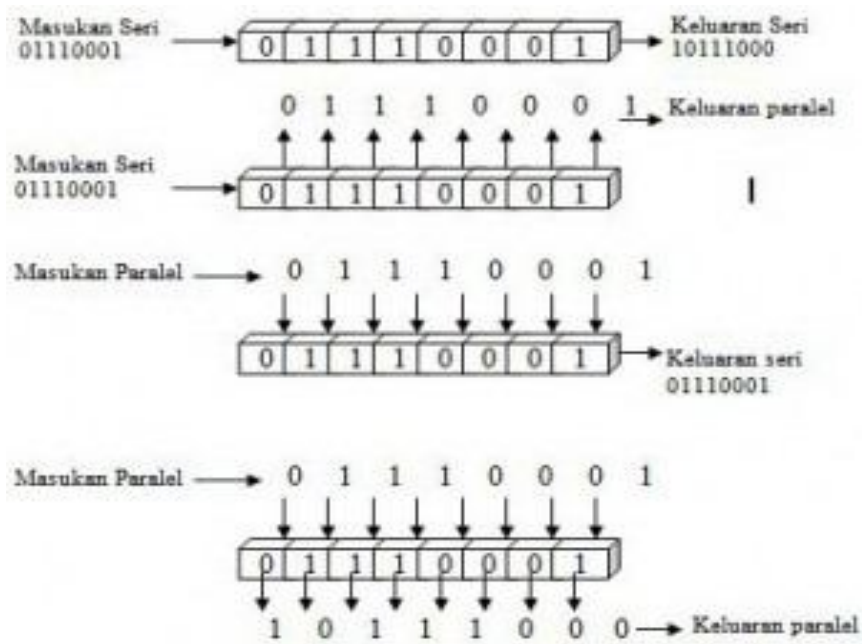 Masukan Seri
01110001
0 1 1 1 0 0 0 1
Keluaran Seri
10111000
0 1 1 1 0 0 0 1
Keluaran paralel
Masukan Seri
01110001
0 1 1 1 0 0 0 1
Masukan Paralel
0 1 1 1 0 0 0 1
0 1 1 1 0 0 0 1
Keluaran seri
01110001
Masukan Paralel
0 1 1 1 0 0 0 1
0 1 1 1 0 0 0 1
1 0 1 1 1 0 0 0
Keluaran paralel